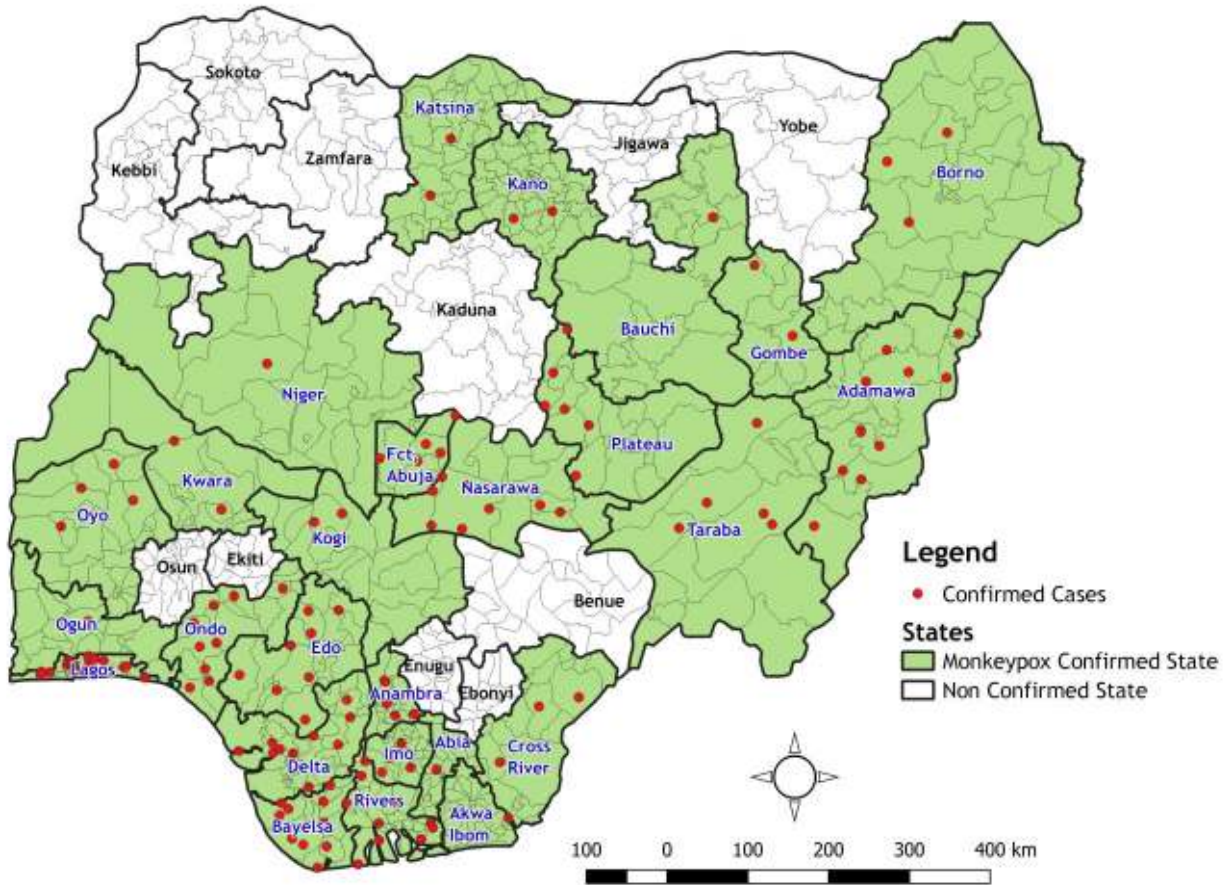 Sokoto
Katsina
Yobe
Kebbi
Zamfara
Jigawa
Kano
Borno
Kaduna
Bauchi
Gombe
Niger
Adamawa
Fct,
Abuja
Plateau
Kwara
Nasarawa
Oyo
Kogi
Taraba
Osun
Ekiti
Benue
Ogun
Ondo
Edo
Lagos
Enugu
Anambra
Ebonyi
Abia
Imo
Cross
River
Delta
Rivers
Akwa
Ibom
Bayelsa
Legend
Confirmed Cases
States
Monkeypox Confirmed State
Non Confirmed State
100 0 100 200 300 400 km